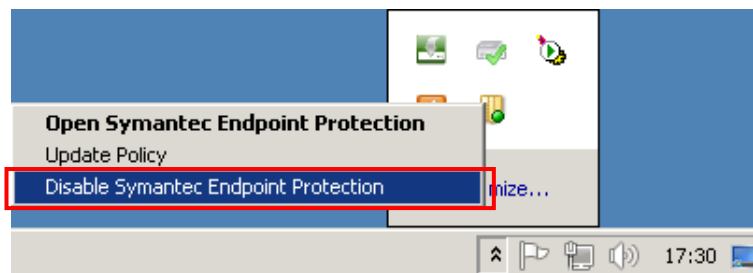 Open Symantec Endpoint Protection
Update Policy
Disable Symantec Endpoint Protection
mize...
17:30